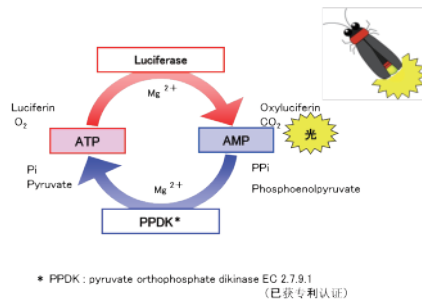 Luciferase
Mg 2+
Luciferin
O2
Oxyluciferin
CO2
光
ATP
AMP
Pi
Pyruvate
PPi
Phosphoenolpyruvate
Mg 2+
PPDK*
* PPDK : pyruvate orthophosphate dikinase EC 2.7.9.1
(已获专利认证)